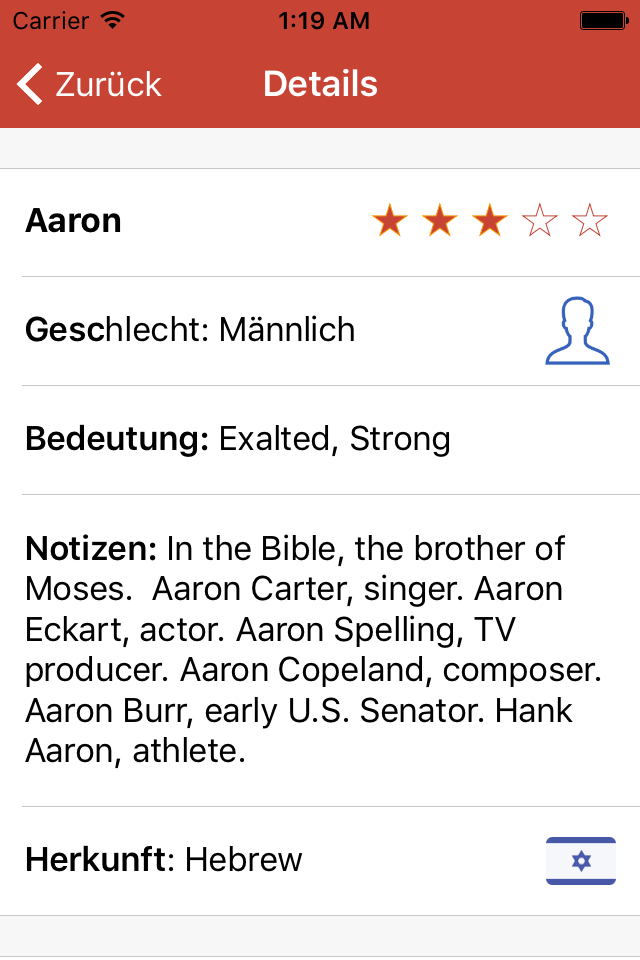 Carrier 1:19 AM
Zurück Details
Aaron
Geschlecht: Männlich
Bedeutung: Exalted, Strong
Notizen: In the Bible, the brother of
Moses.  Aaron Carter, singer. Aaron
Eckart, actor. Aaron Spelling, TV
producer. Aaron Copeland, composer.
Aaron Burr, early U.S. Senator. Hank
Aaron, athlete.
Herkunft: Hebrew